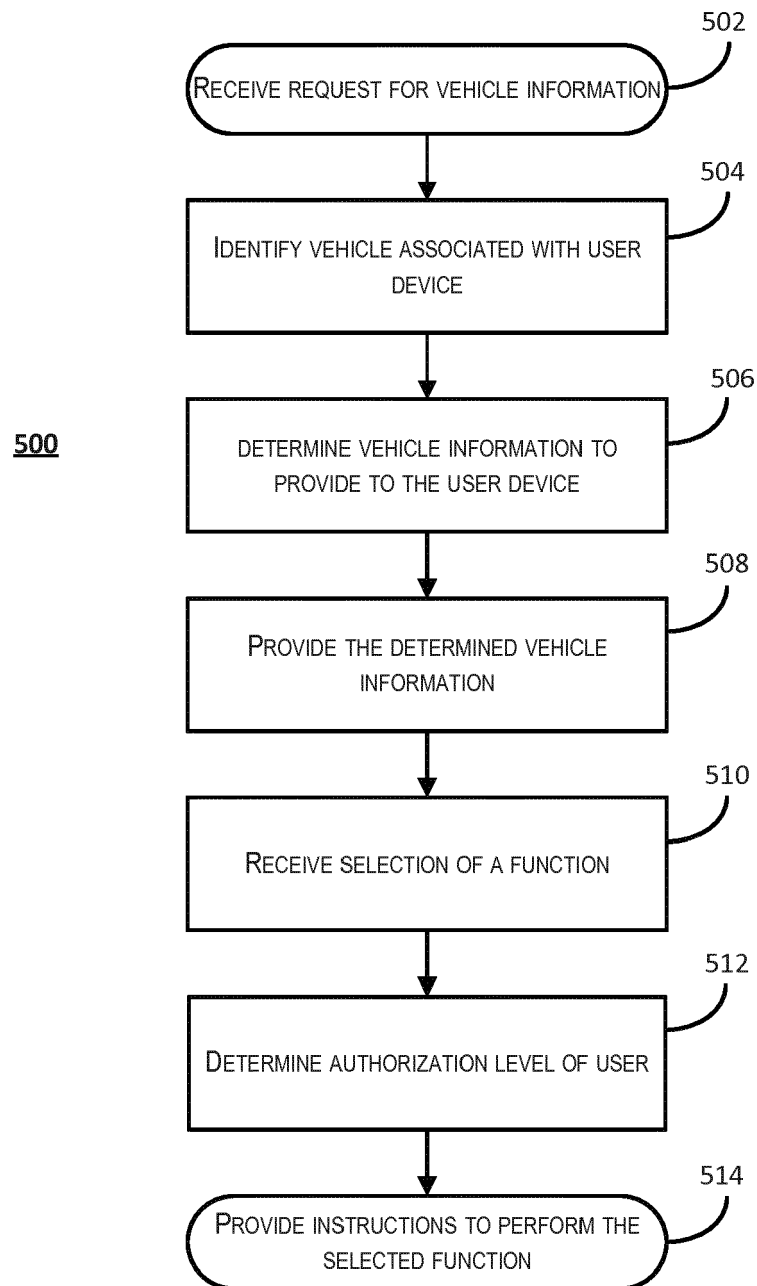 502
RECEIVE REQUEST FOR VEHICLE INFORMATION
504
IDENTIFY VEHICLE ASSOCIATED WITH USER
DEVICE
506
500
DETERMINE VEHICLE INFORMATION TO
PROVIDE TO THE USER DEVICE
508
PROVIDE THE DETERMINED VEHICLE
INFORMATION
510
RECEIVE SELECTION OF A FUNCTION
512
DETERMINE AUTHORIZATION LEVEL OF USER
514
PROVIDE INSTRUCTIONS TO PERFORM THE
SELECTED FUNCTION